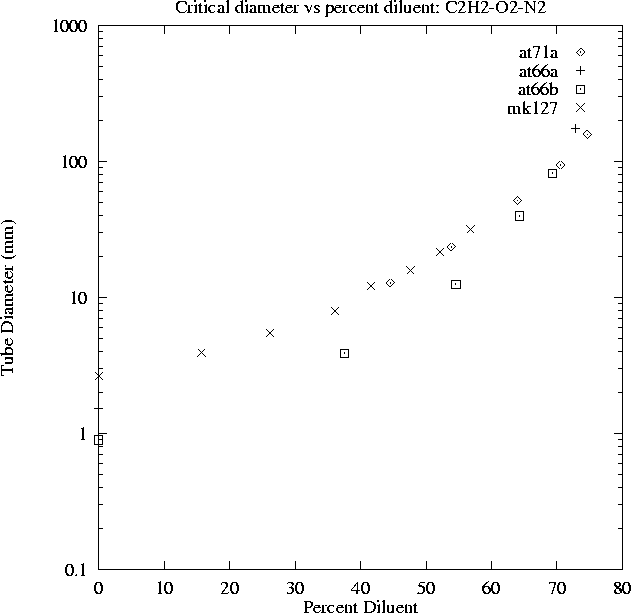 Critical diameter vs percent diluent: C2H2-O2-N2
1000
at71a
at66a
at66b
mk127
100
Tube Diameter (mm)
10
1
0.1
0 10 20 30 40 50 60 70 80
Percent Diluent